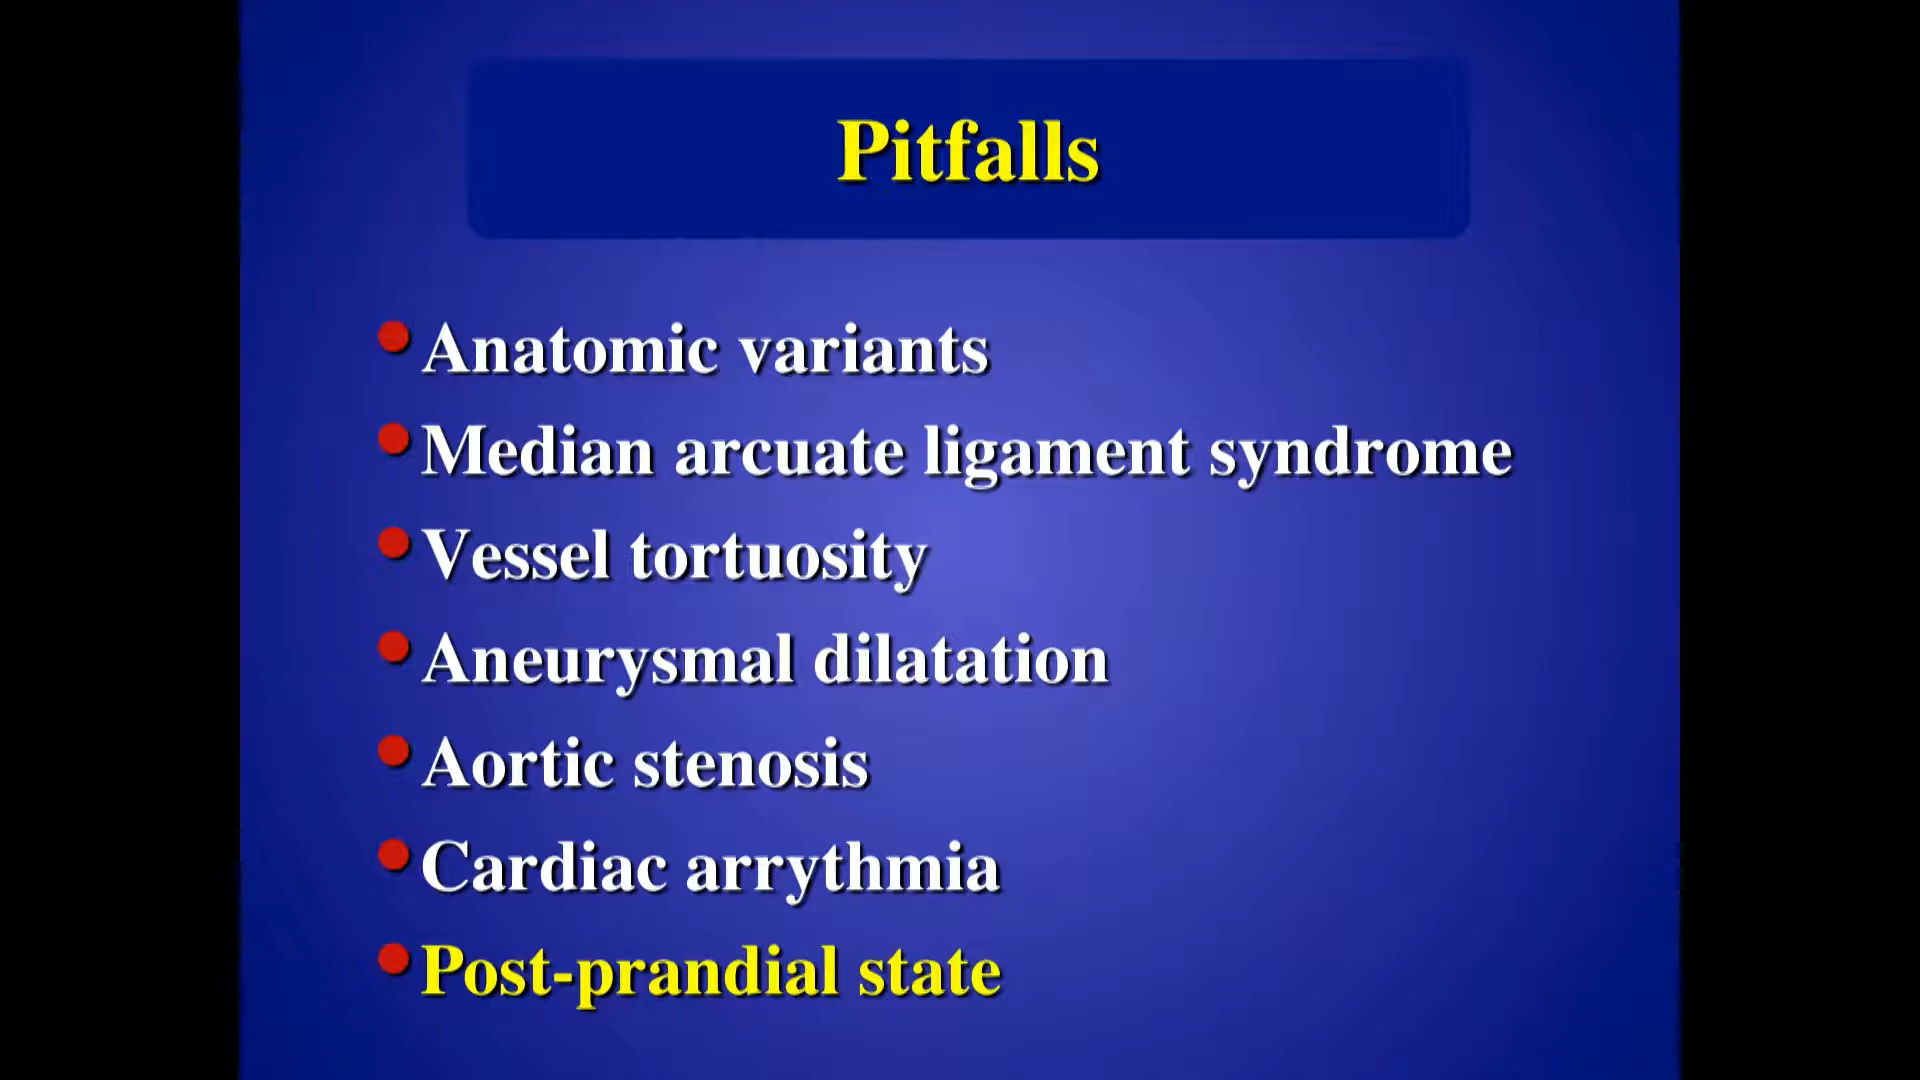 Pitfalls
Anatomic variants
Median arcuate ligament syndrome
Vessel tortuosity
Aneurysmal dilatation
Aortic stenosis
Cardiac arrythmia
Post-prandial state